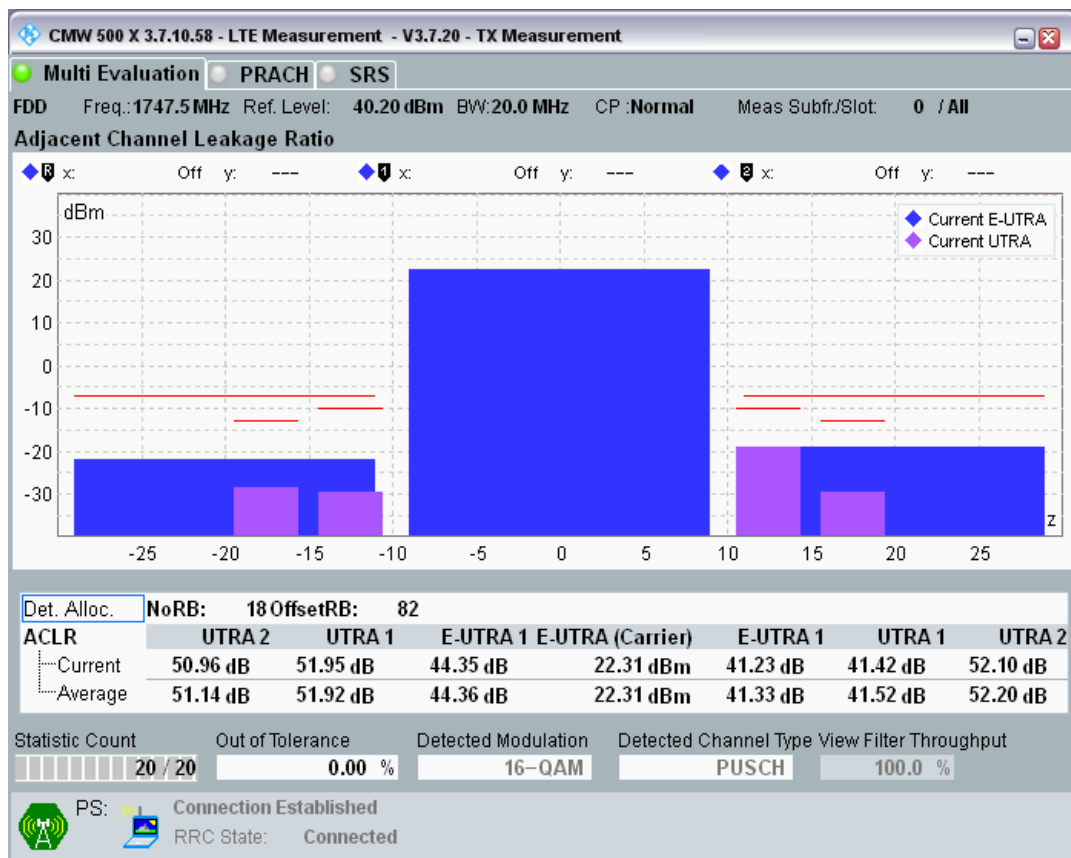 CMW 500 X 3.7.10.58 - LTE Measurement - V3.7.20 - TX Measurement
Multi Evaluation PRACH SRS
FDD Freq.:1747.5 MHz Ref. Level: 40.20 dBm BW:20.0 MHz CP :Normal Meas Subfr./Slot: 0 / All
Adjacent Channel Leakage Ratio
R x: Off y: --- 1 x: Off y: --- 2 x: Off y: ---
dBm
Current E-UTRA
Current UTRA
30
20
10
0
-10
-20
-30
z
-25 -20 -15 -10 -5 0 5 10 15 20 25
Det. Alloc. NoRB: 18 OffsetRB: 82
ACLR UTRA 2 UTRA 1 E-UTRA 1 E-UTRA (Carrier) E-UTRA 1 UTRA 1 UTRA 2
Current 50.96 dB 51.95 dB 44.35 dB 22.31 dBm 41.23 dB 41.42 dB 52.10 dB
Average 51.14 dB 51.92 dB 44.36 dB 22.31 dBm 41.33 dB 41.52 dB 52.20 dB
Statistic Count Out of Tolerance Detected Modulation Detected Channel Type View Filter Throughput
20 / 20 0.00 % 16-QAM PUSCH 100.0 %
PS: Connection Established
RRC State: Connected